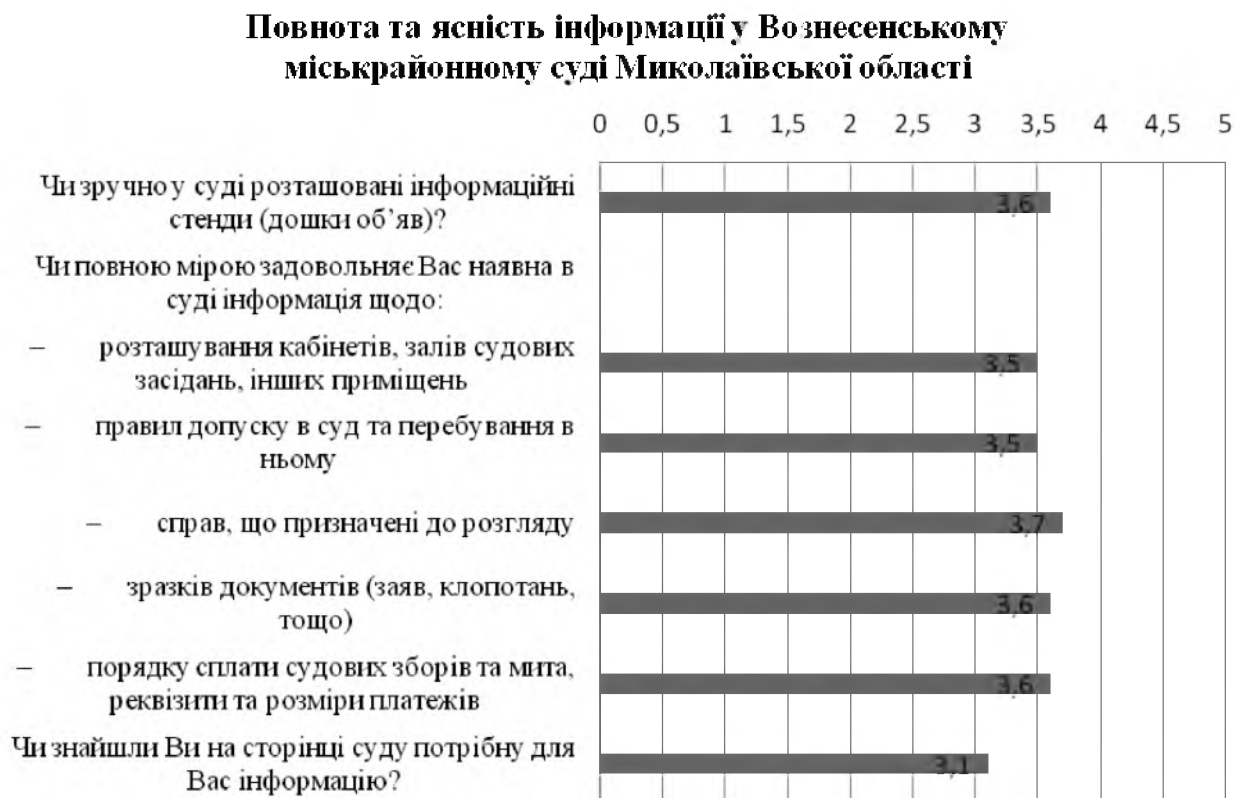 Повнота та ясність інформації у Вознесенському
міськрайонному суді Миколаївської області
0 0,5 1 1,5 2 2,5 3 3,5 4 4,5 5
Чи зручно у суді розташовані інформаційні
стенди (дошки об’яв)?
3,6
Чи повною мірою задовольняє Вас наявна в
суді інформація щодо:
– розташування кабінетів, залів судових
засідань, інших приміщень
3,5
– правил допуску в суд та перебування в
ньому
3,5
– справ, що призначені до розгляду
3,7
– зразків документів (заяв, клопотань,
тощо)
3,6
– порядку сплати судових зборів та мита,
реквізити та розміри платежів
3,6
Чи знайшли Ви на сторінці суду потрібну для
Вас інформацію?
3,1